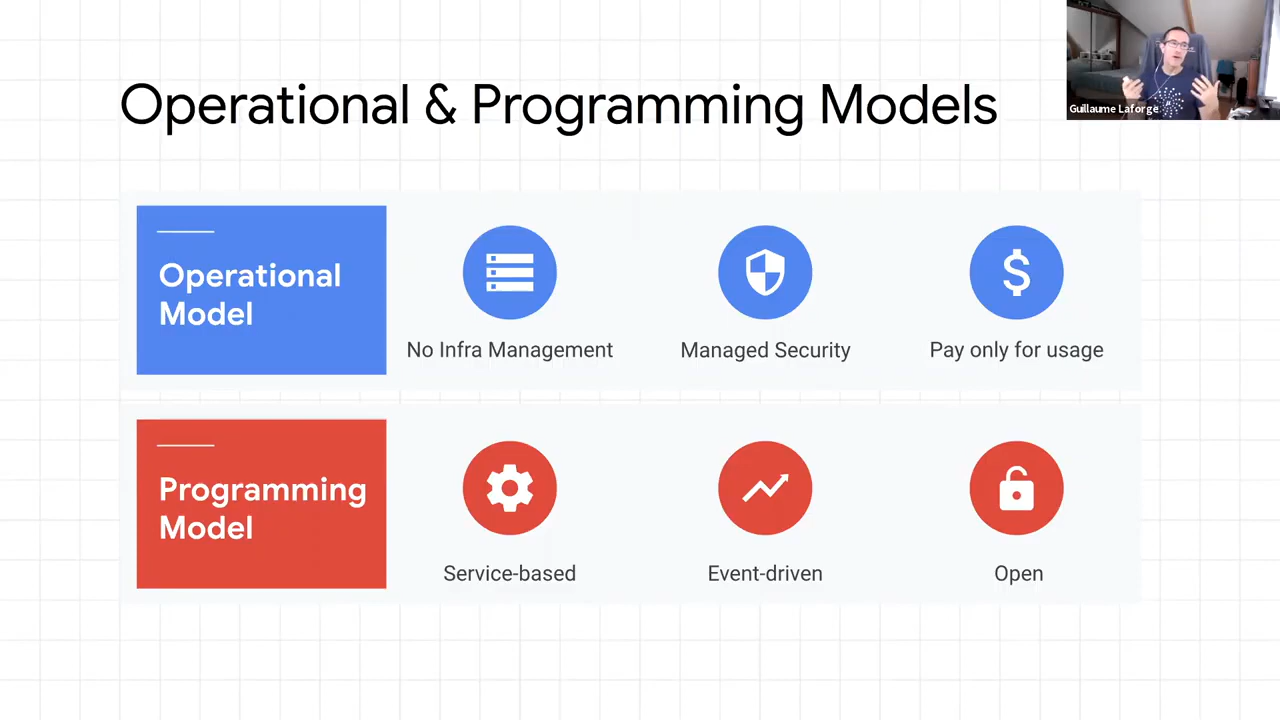 Operational & Programming Models
Guillaume Laforge
Operational
Model
No Infra Management
Managed Security
Pay only for usage
Programming
Model
Service-based
Event-driven
Open